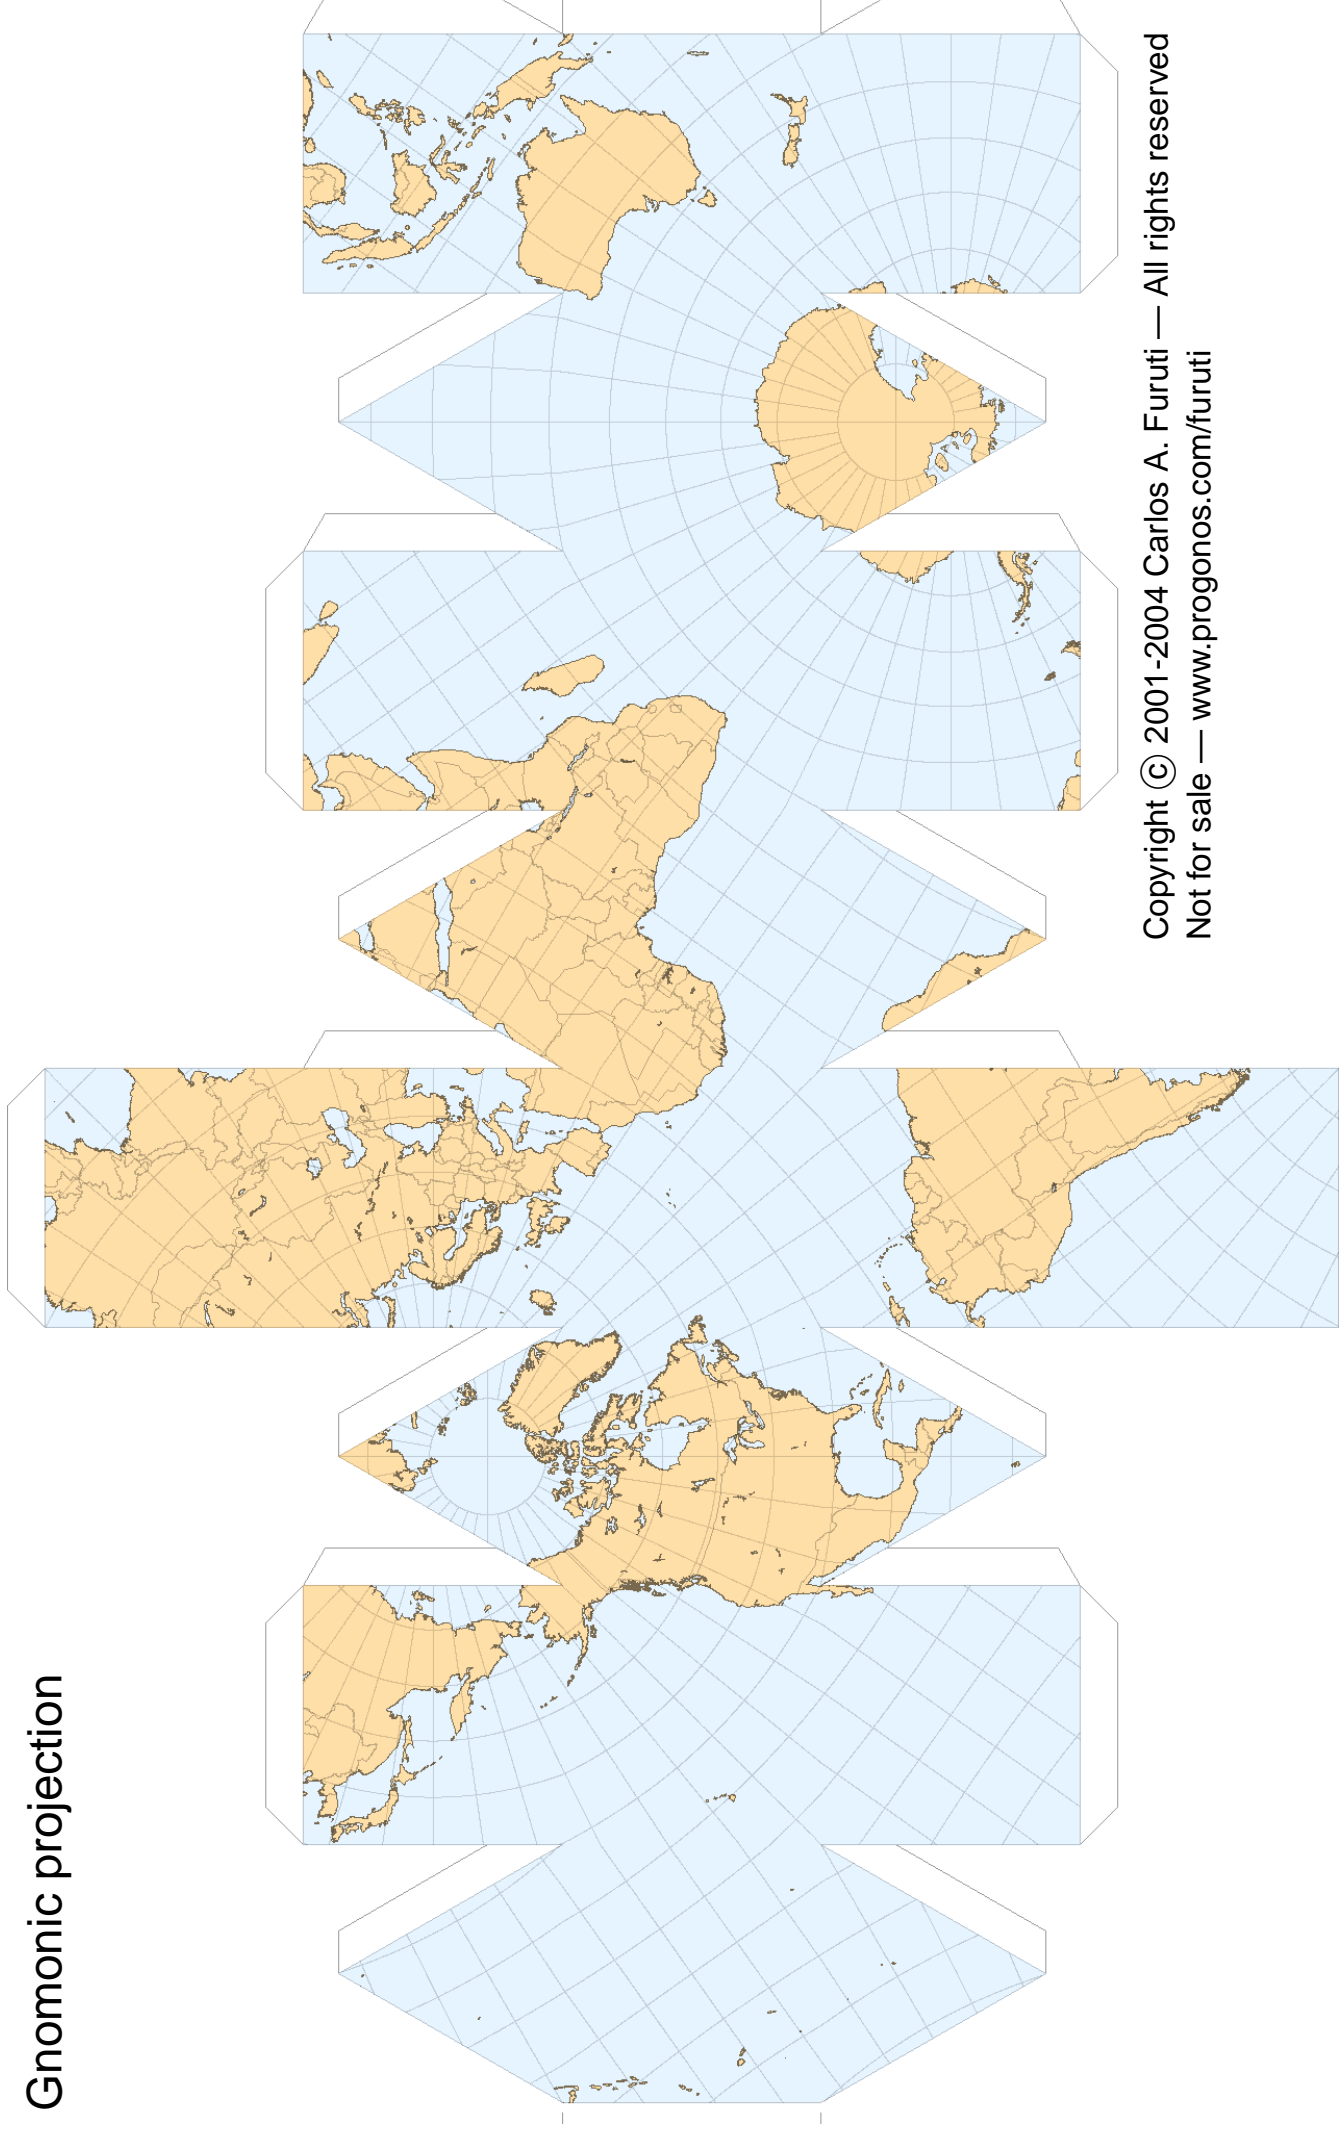 Gnomonic projection
Copyright © 2001-2004 Carlos A. Furuti — All rights reserved
Not for sale — www.progonos.com/furuti